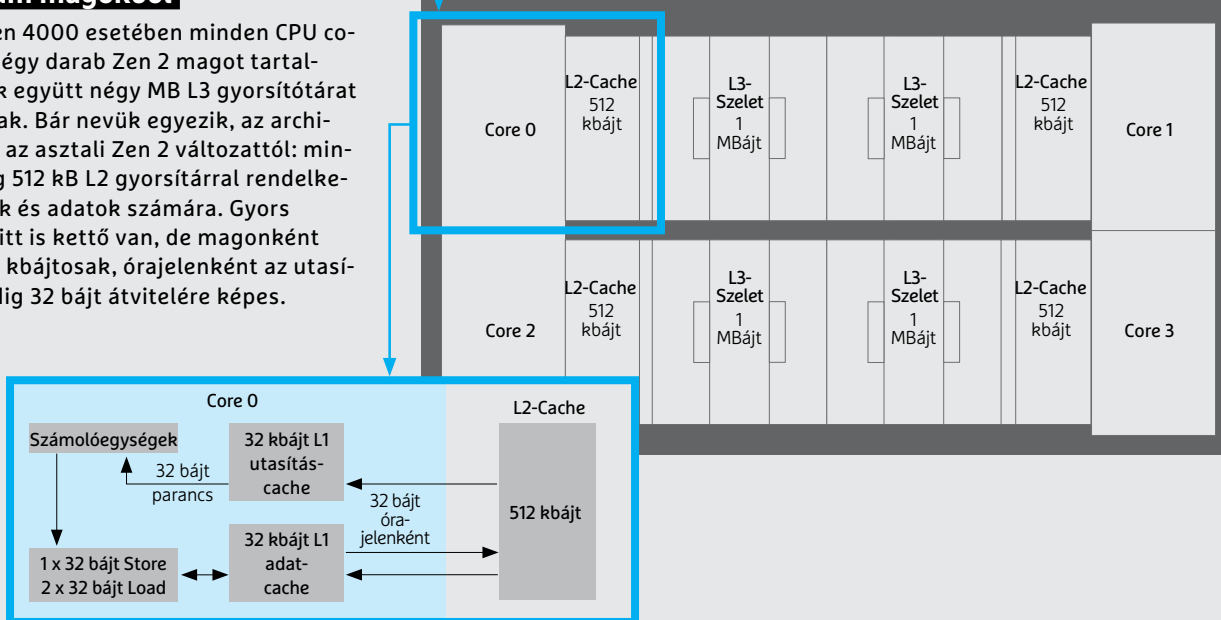 magokból
en 4000 esetében minden CPU co-
égy darab Zen 2 magot tartal-
k együtt négy MB L3 gyorsítótárat
ak. Bár nevük egyezik, az archi-
az asztali Zen 2 változattól: min-
g 512 kB L2 gyorsítárral rendelke-
k és adatok számára. Gyors
itt is kettő van, de magonként
kbájtosak, órajelenként az utasí-
dig 32 bájt átvitelére képes.
Core 0
L2-Cache
512
kbájt
L3-
Szelet
1
MBájt
L3-
Szelet
1
MBájt
L2-Cache
512
kbájt
Core 1
Core 2
L2-Cache
512
kbájt
L3-
Szelet
1
MBájt
L3-
Szelet
1
MBájt
L2-Cache
512
kbájt
Core 3
Core 0
L2-Cache
Számolóegységek
32 bájt
parancs
32 kbájt L1
utasítás-
cache
32 bájt
óra-
jelenként
512 kbájt
1 x 32 bájt Store
2 x 32 bájt Load
32 kbájt L1
adat-
cache